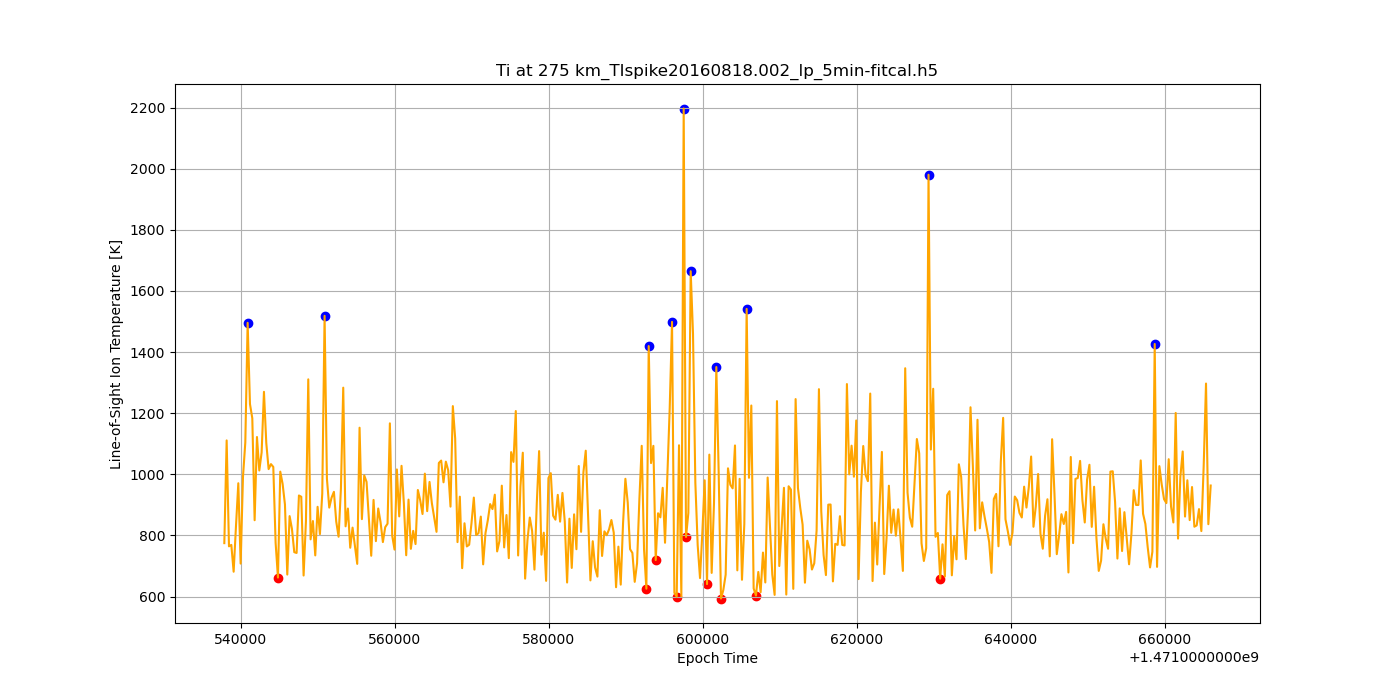 Ti at 275 km_TIspike20160818.002_lp_5min-fitcal.h5
Line-of-Sight Ion Temperature [K]
2200
2000
1800
1600
1400
1200
1000
800
600
540000 560000 580000 600000 620000 640000 660000
Epoch Time
+1.4710000000e9